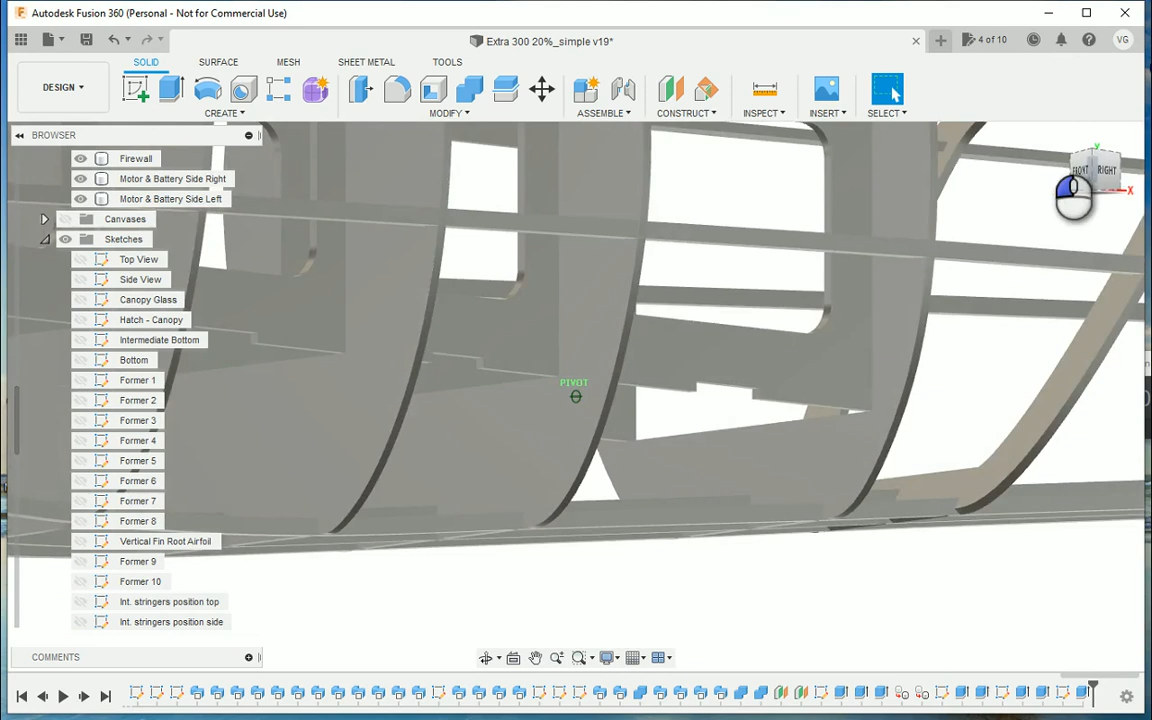 Autodesk Fusion 360 (Personal - Not for Commercial Use)
Extra 300 20%_simple v19*
4 of 10
VG
SOLID
SURFACE
MESH
SHEET METAL
TOOLS
DESIGN
CREATE
MODIFY
ASSEMBLE
CONSTRUCT
INSPECT
INSERT
SELECT
BROWSER
Firewall
Motor & Battery Side Right
Motor & Battery Side Left
Canvases
Sketches
Top View
Side View
Canopy Glass
Hatch - Canopy
Intermediate Bottom
Bottom
Former 1
Former 2
Former 3
Former 4
Former 5
Former 6
Former 7
Former 8
Vertical Fin Root Airfoil
Former 9
Former 10
Int. stringers position top
Int. stringers position side
PIVOT
Y
FRONT
RIGHT
X
COMMENTS